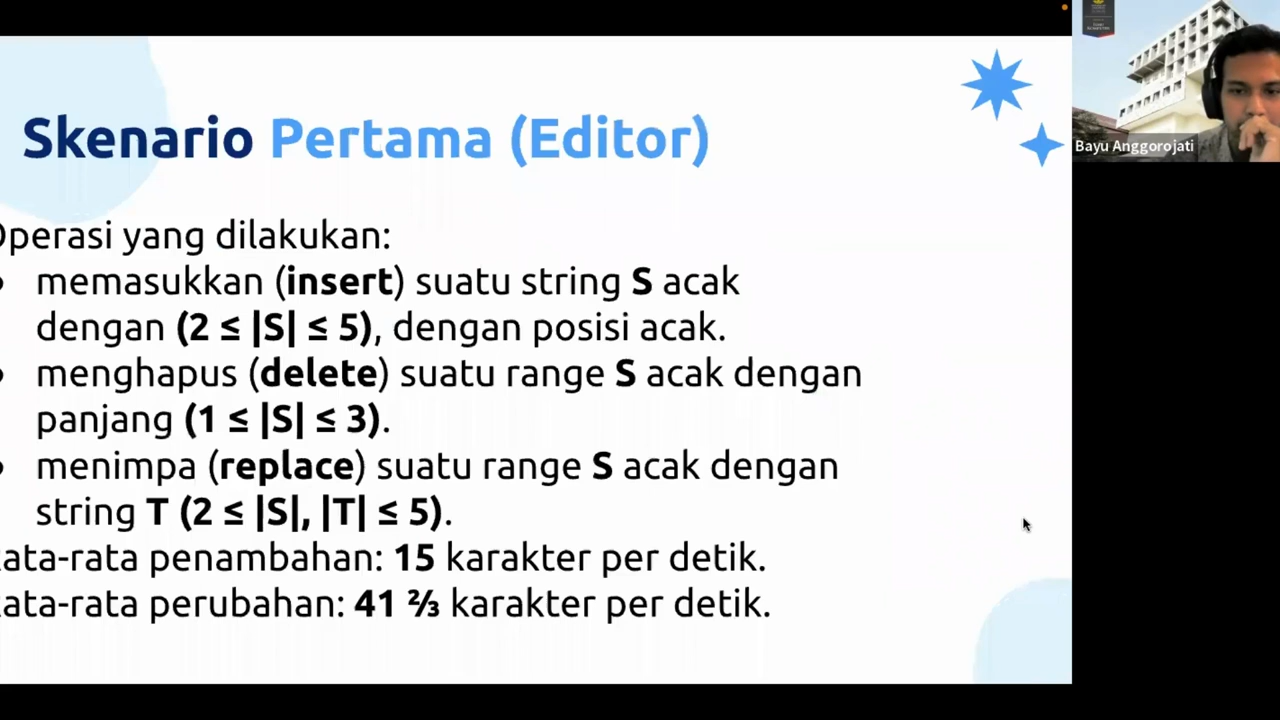 Skenario Pertama (Editor)
Operasi yang dilakukan:
memasukkan (insert) suatu string S acak
dengan (2 ≤ |S| ≤ 5), dengan posisi acak.
menghapus (delete) suatu range S acak dengan
panjang (1 ≤ |S| ≤ 3).
menimpa (replace) suatu range S acak dengan
string T (2 ≤ |S|, |T| ≤ 5).
ata-rata penambahan: 15 karakter per detik.
ata-rata perubahan: 41 ⅔ karakter per detik.
Bayu Anggorojati